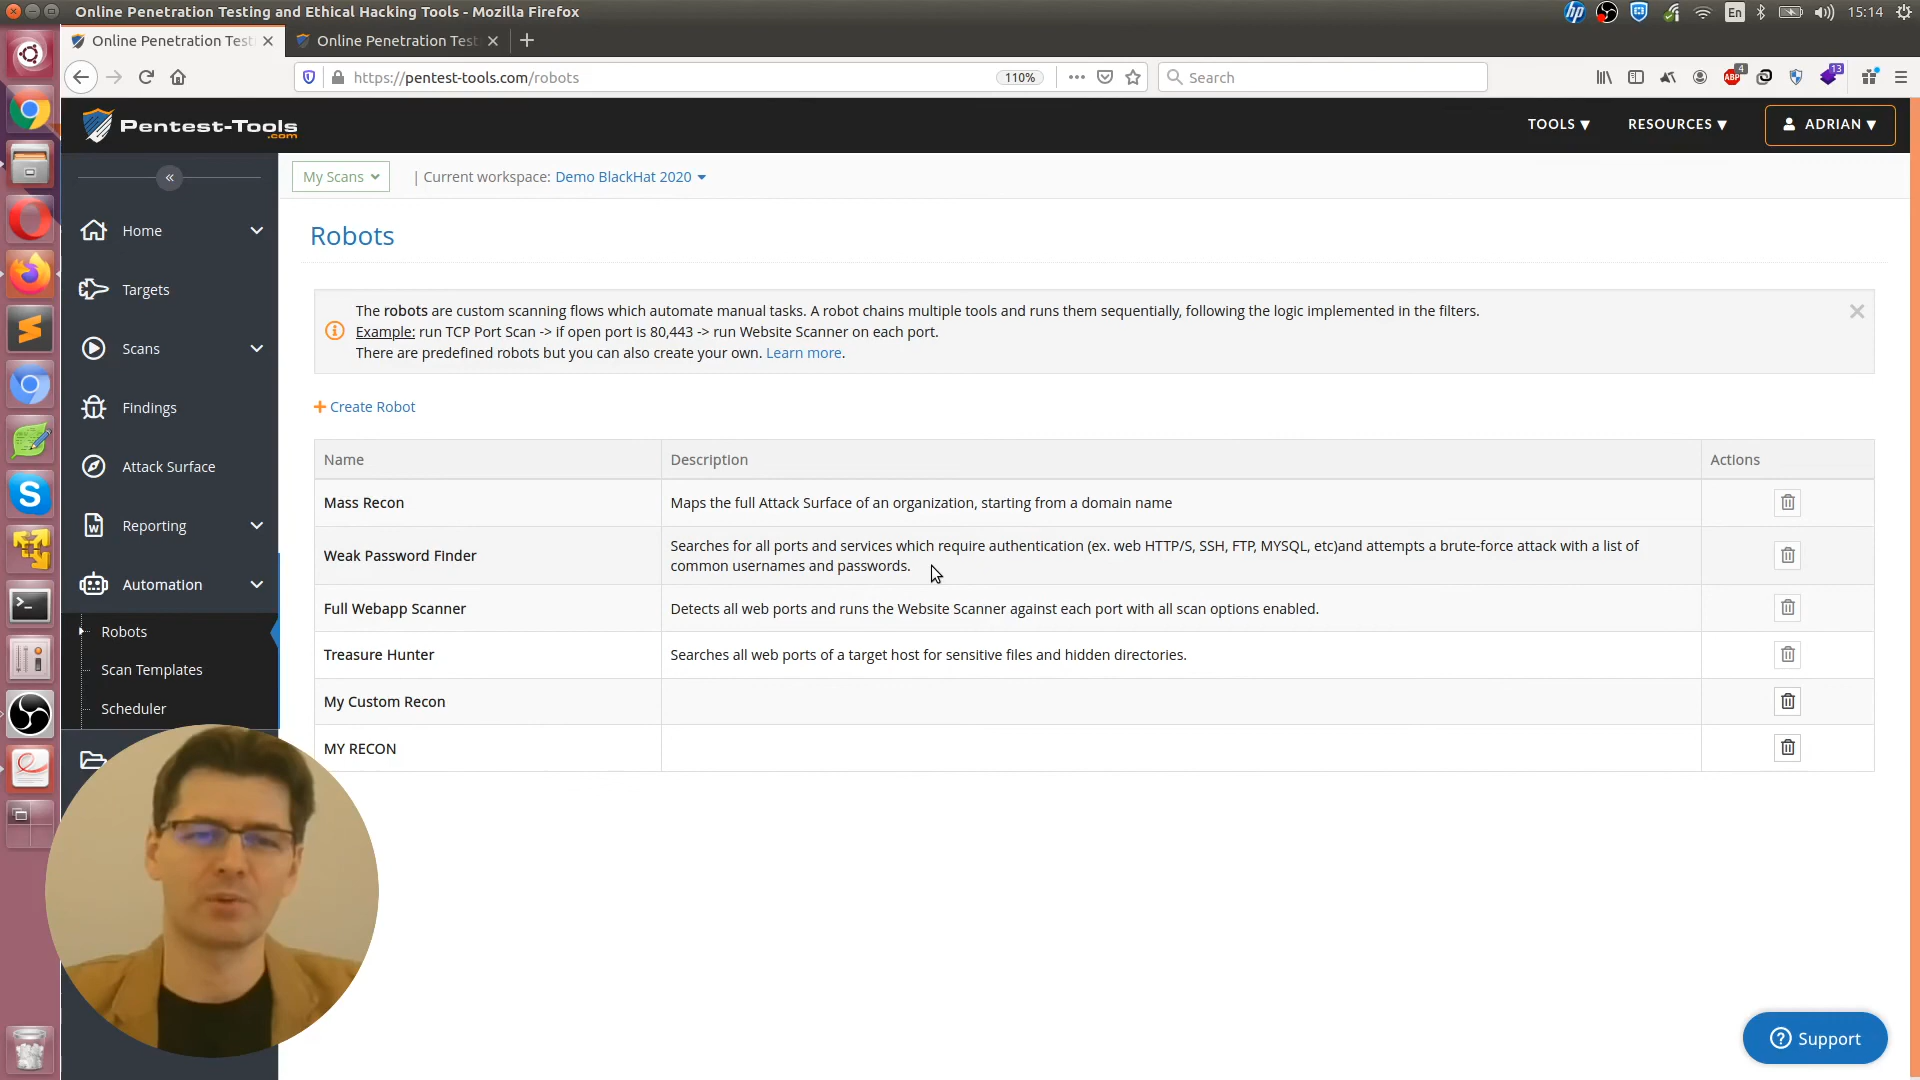 Online Penetration Testing and Ethical Hacking Tools - Mozilla Firefox
En
15:14
Online Penetration Test
Online Penetration Test
https://pentest-tools.com/robots
110%
Search
ABP
4
13
Pentest-Tools
.com
TOOLS ▼
RESOURCES ▼
ADRIAN ▼
«
My Scans
| Current workspace: Demo BlackHat 2020
Home
Targets
Scans
Findings
Attack Surface
Reporting
Automation
Robots
Scan Templates
Scheduler
Robots
The robots are custom scanning flows which automate manual tasks. A robot chains multiple tools and runs them sequentially, following the logic implemented in the filters.
Example: run TCP Port Scan -> if open port is 80,443 -> run Website Scanner on each port.
There are predefined robots but you can also create your own. Learn more.
+ Create Robot
Name Description Actions
Mass Recon Maps the full Attack Surface of an organization, starting from a domain name
Weak Password Finder Searches for all ports and services which require authentication (ex. web HTTP/S, SSH, FTP, MYSQL, etc)and attempts a brute-force attack with a list of
common usernames and passwords.
Full Webapp Scanner Detects all web ports and runs the Website Scanner against each port with all scan options enabled.
Treasure Hunter Searches all web ports of a target host for sensitive files and hidden directories.
My Custom Recon
MY RECON
Support